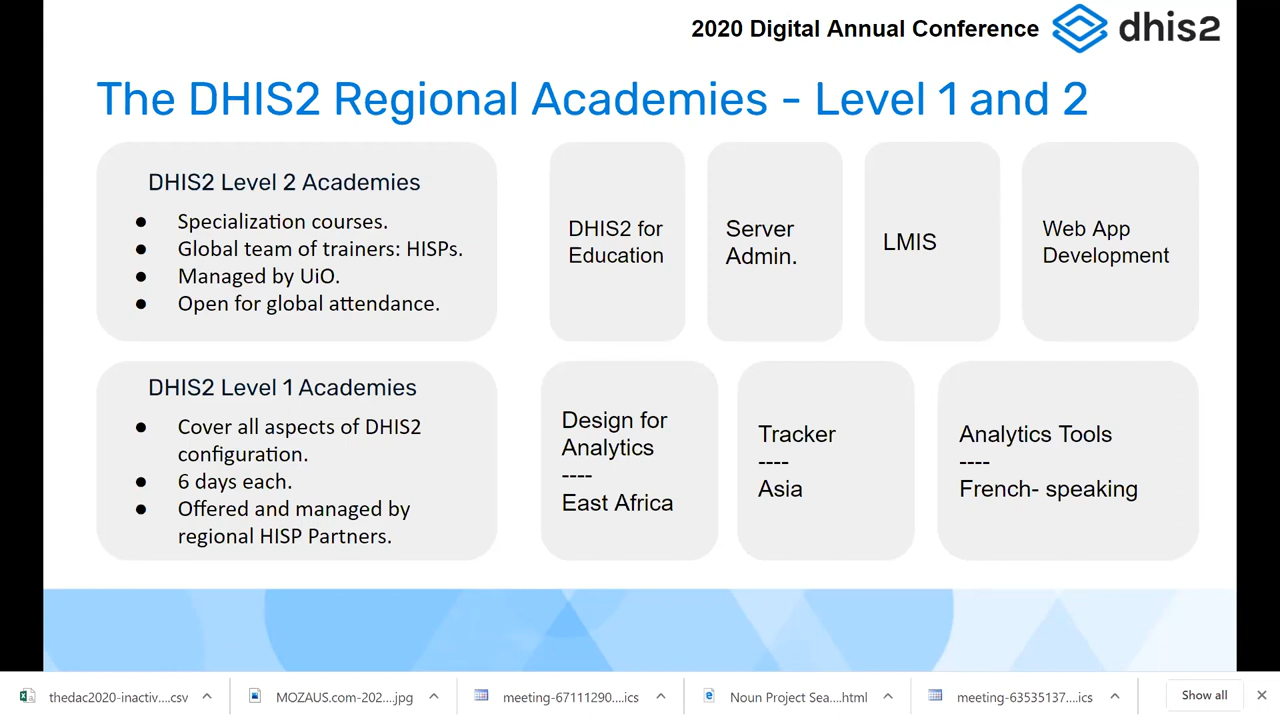 2020 Digital Annual Conference
dhis2
The DHIS2 Regional Academies - Level 1 and 2
DHIS2 Level 2 Academies
● Specialization courses.
● Global team of trainers: HISPs.
● Managed by UiO.
● Open for global attendance.
DHIS2 for
Education
Server
Admin.
LMIS
Web App
Development
DHIS2 Level 1 Academies
● Cover all aspects of DHIS2
configuration.
● 6 days each.
● Offered and managed by
regional HISP Partners.
Design for
Analytics
----
East Africa
Tracker
----
Asia
Analytics Tools
----
French- speaking
thedac2020-inactiv....csv
MOZAUS.com-202....jpg
meeting-67111290....ics
Noun Project Sea....html
meeting-63535137....ics
Show all